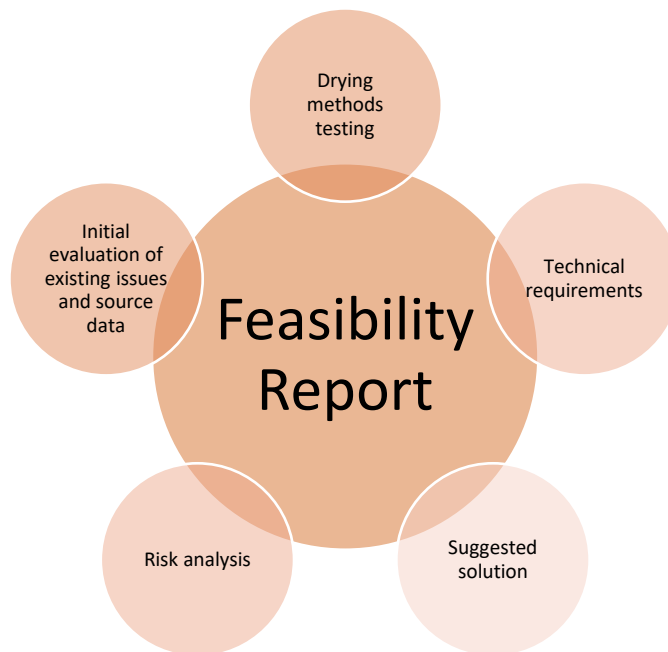 Drying
methods
testing
Initial
evaluation of
existing issues
and source
data
Technical
requirements
Feasibility
Report
Risk analysis
Suggested
solution